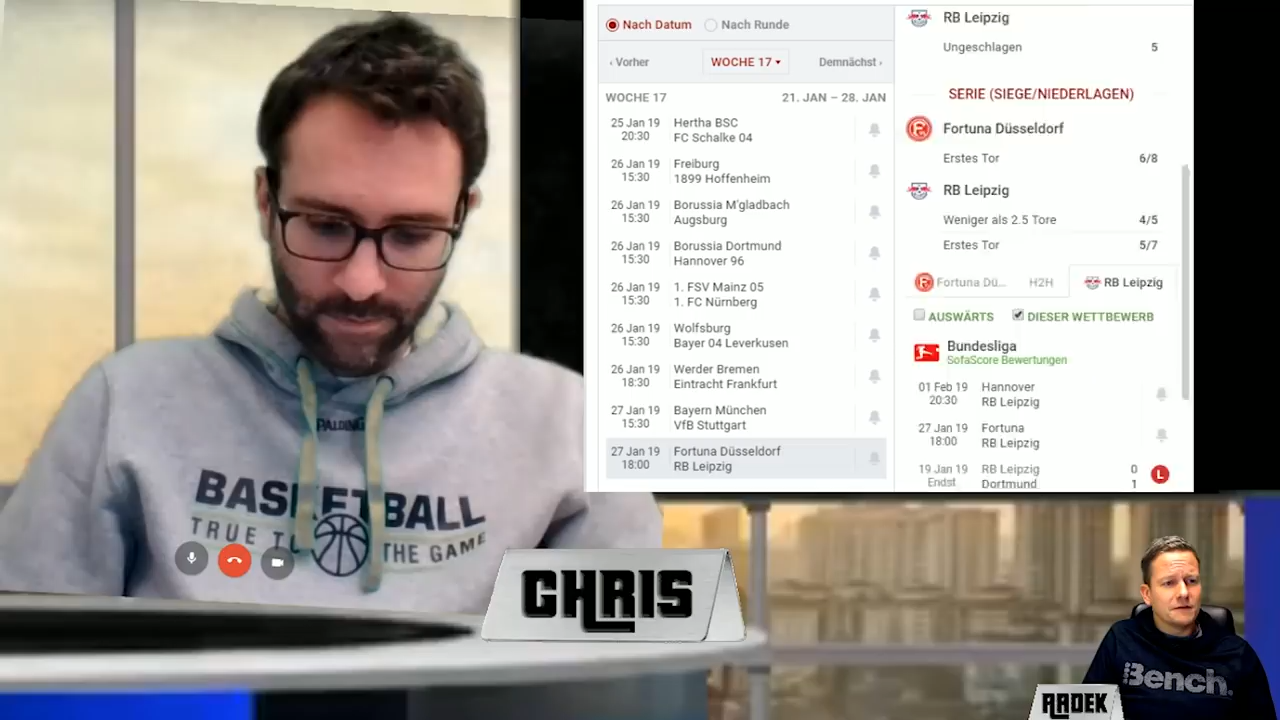 Nach Datum
Nach Runde
‹ Vorher
WOCHE 17
Demnächst ›
WOCHE 17
21. JAN – 28. JAN
25 Jan 19
20:30
Hertha BSC
FC Schalke 04
26 Jan 19
15:30
Freiburg
1899 Hoffenheim
26 Jan 19
15:30
Borussia M'gladbach
Augsburg
26 Jan 19
15:30
Borussia Dortmund
Hannover 96
26 Jan 19
15:30
1. FSV Mainz 05
1. FC Nürnberg
26 Jan 19
15:30
Wolfsburg
Bayer 04 Leverkusen
26 Jan 19
18:30
Werder Bremen
Eintracht Frankfurt
27 Jan 19
15:30
Bayern München
VfB Stuttgart
27 Jan 19
18:00
Fortuna Düsseldorf
RB Leipzig
RB Leipzig
Ungeschlagen 5
SERIE (SIEGE/NIEDERLAGEN)
Fortuna Düsseldorf
Erstes Tor 6/8
RB Leipzig
Weniger als 2.5 Tore 4/5
Erstes Tor 5/7
Fortuna Dü...
H2H
RB Leipzig
AUSWÄRTS
DIESER WETTBEWERB
Bundesliga
SofaScore Bewertungen
01 Feb 19
20:30
Hannover
RB Leipzig
27 Jan 19
18:00
Fortuna
RB Leipzig
19 Jan 19
Endst
RB Leipzig 0
Dortmund 1
L
PALDING
BASKETBALL
TRUE TO THE GAME
CHRIS
Bench.
RADEK